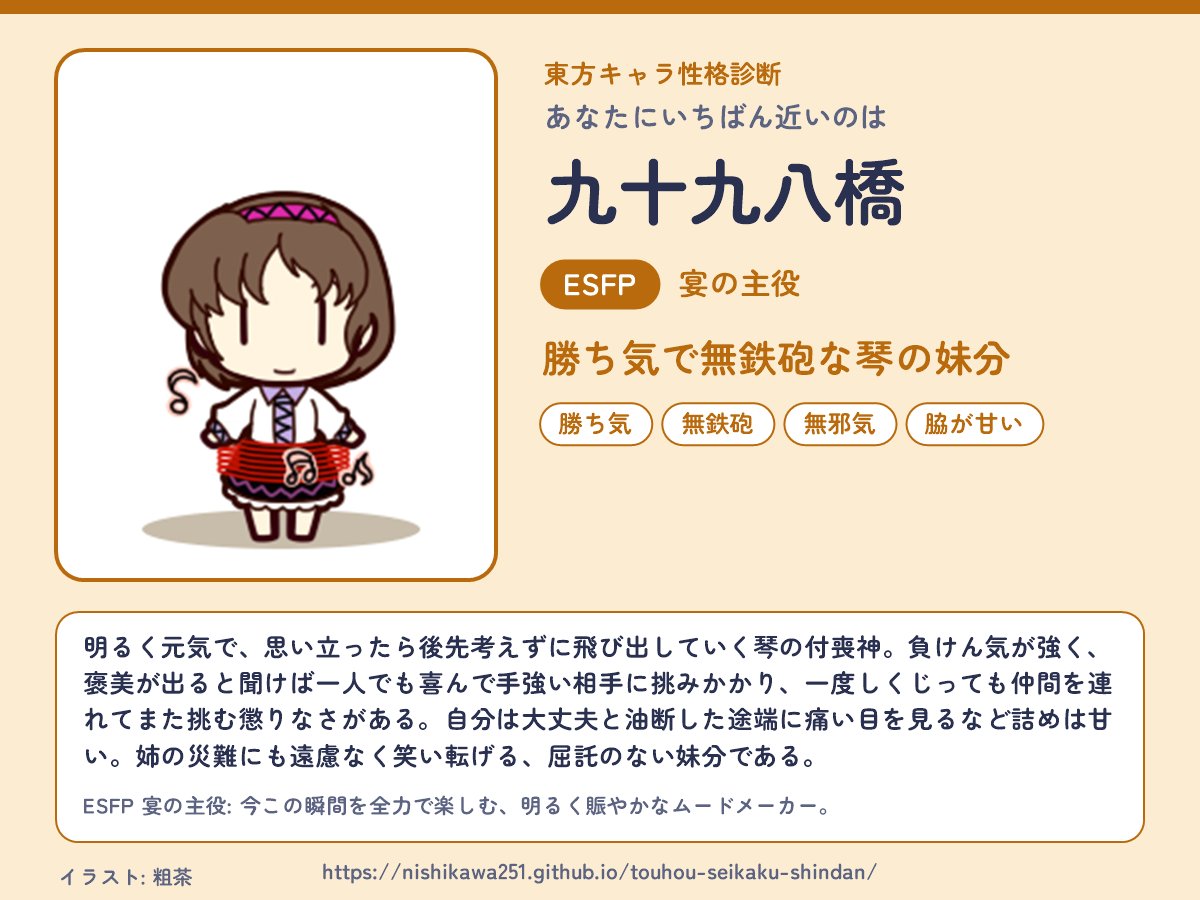 東方キャラ性格診断
あなたにいちばん近いのは
九十九八橋
ESFP 宴の主役
勝ち気で無鉄砲な琴の妹分
勝ち気 無鉄砲 無邪気 脇が甘い
明るく元気で、思い立ったら後先考えずに飛び出していく琴の付喪神。負けん気が強く、
褒美が出ると聞けば一人でも喜んで手強い相手に挑みかかり、一度しくじっても仲間を連
れてまた挑む懲りなさがある。自分は大丈夫と油断した途端に痛い目を見るなど詰めは甘
い。姉の災難にも遠慮なく笑い転げる、屈託のない妹分である。
ESFP 宴の主役: 今この瞬間を全力で楽しむ、明るく賑やかなムードメーカー。
イラスト: 粗茶
https://nishikawa251.github.io/touhou-seikaku-shindan/